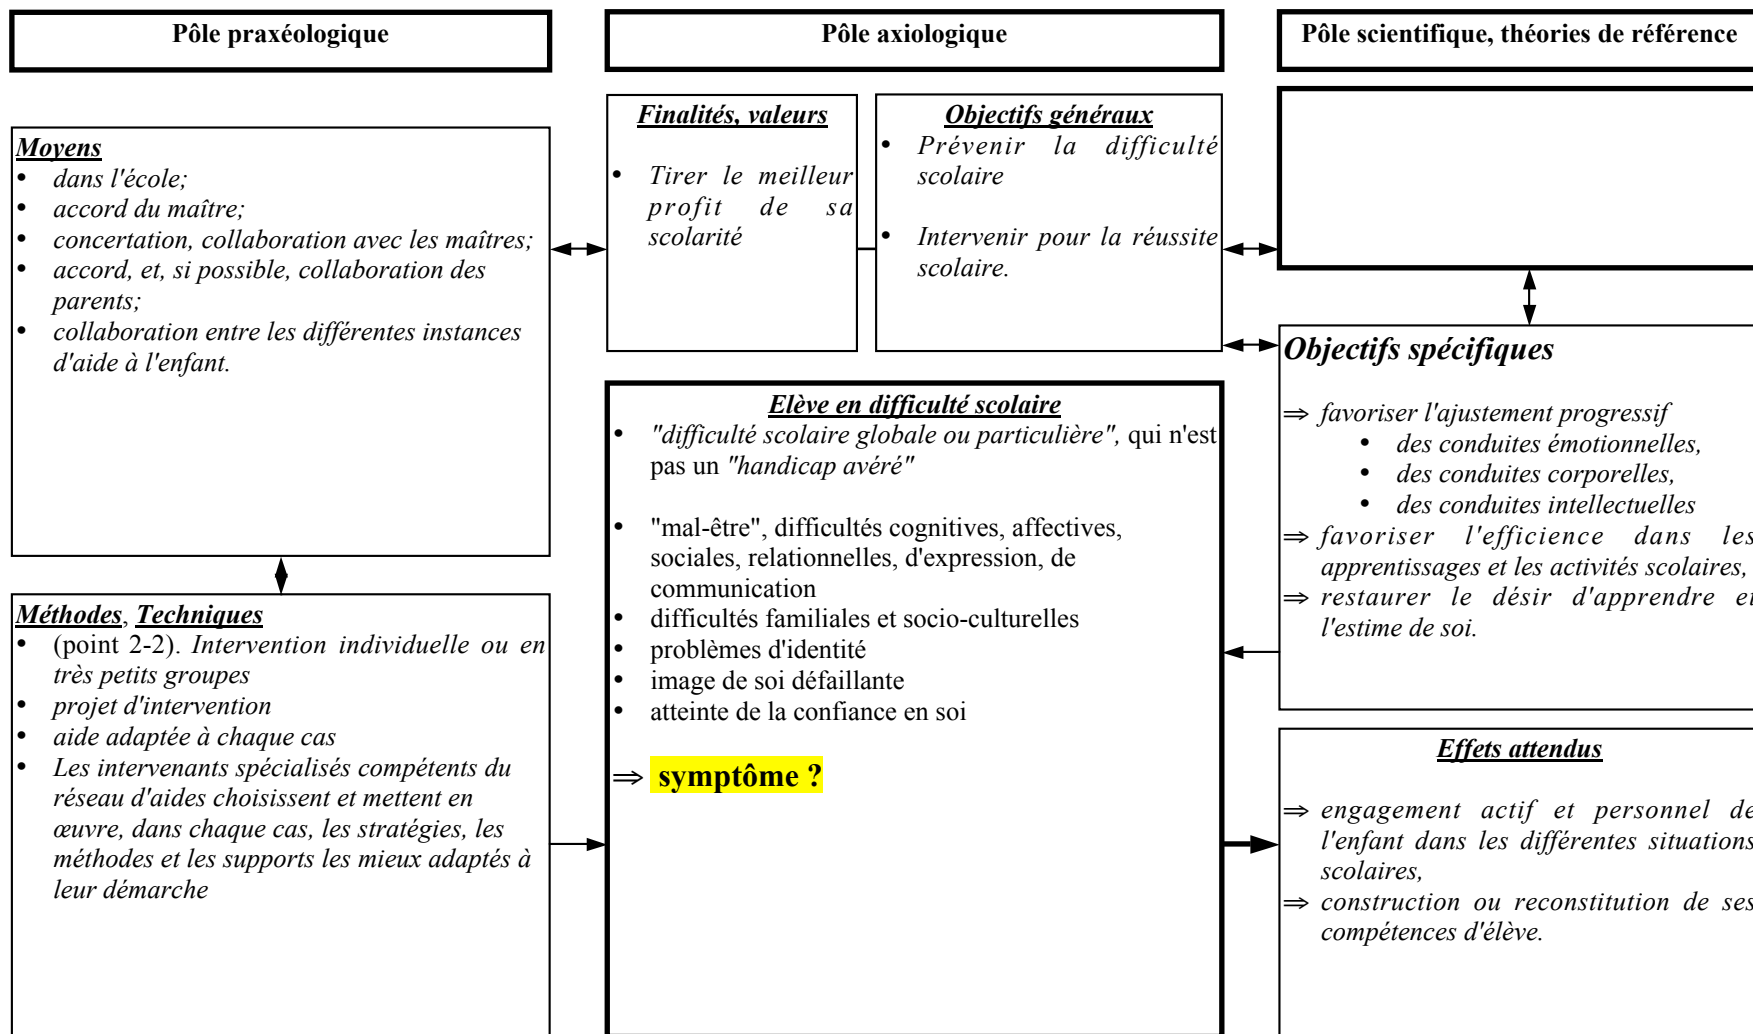 Pôle praxéologique
Pôle axiologique
Pôle scientifique, théories de référence
Moyens
• dans l'école;
• accord du maître;
• concertation, collaboration avec les maîtres;
• accord, et, si possible, collaboration des
parents;
• collaboration entre les différentes instances
d'aide à l'enfant.
Méthodes, Techniques
• (point 2-2). Intervention individuelle ou en
très petits groupes
• projet d'intervention
• aide adaptée à chaque cas
• Les intervenants spécialisés compétents du
réseau d'aides choisissent et mettent en
œuvre, dans chaque cas, les stratégies, les
méthodes et les supports les mieux adaptés à
leur démarche
Finalités, valeurs
• Tirer le meilleur
profit de sa
scolarité
Objectifs généraux
• Prévenir la difficulté
scolaire
• Intervenir pour la réussite
scolaire.
Elève en difficulté scolaire
• "difficulté scolaire globale ou particulière", qui n'est
pas un "handicap avéré"
• "mal-être", difficultés cognitives, affectives,
sociales, relationnelles, d'expression, de
communication
• difficultés familiales et socio-culturelles
• problèmes d'identité
• image de soi défaillante
• atteinte de la confiance en soi
⇒ symptôme ?
Objectifs spécifiques
⇒ favoriser l'ajustement progressif
• des conduites émotionnelles,
• des conduites corporelles,
• des conduites intellectuelles
⇒ favoriser l'efficience dans les
apprentissages et les activités scolaires,
⇒ restaurer le désir d'apprendre et
l'estime de soi.
Effets attendus
⇒ engagement actif et personnel de
l'enfant dans les différentes situations
scolaires,
⇒ construction ou reconstitution de ses
compétences d'élève.